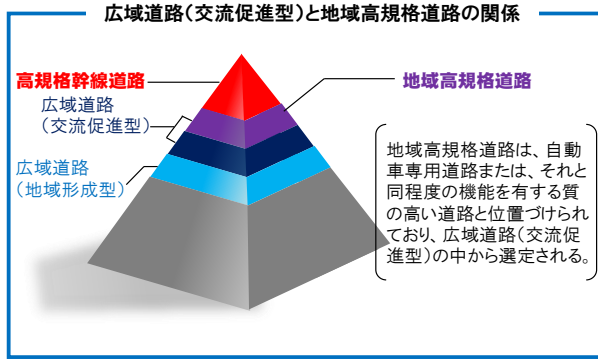 広域道路(交流促進型)と地域高規格道路の関係
高規格幹線道路
地域高規格道路
広域道路
(交流促進型)
広域道路
(地域形成型)
地域高規格道路は、自動
車専用道路または、それと
同程度の機能を有する質
の高い道路と位置づけられ
ており、広域道路(交流促
進型)の中から選定される。